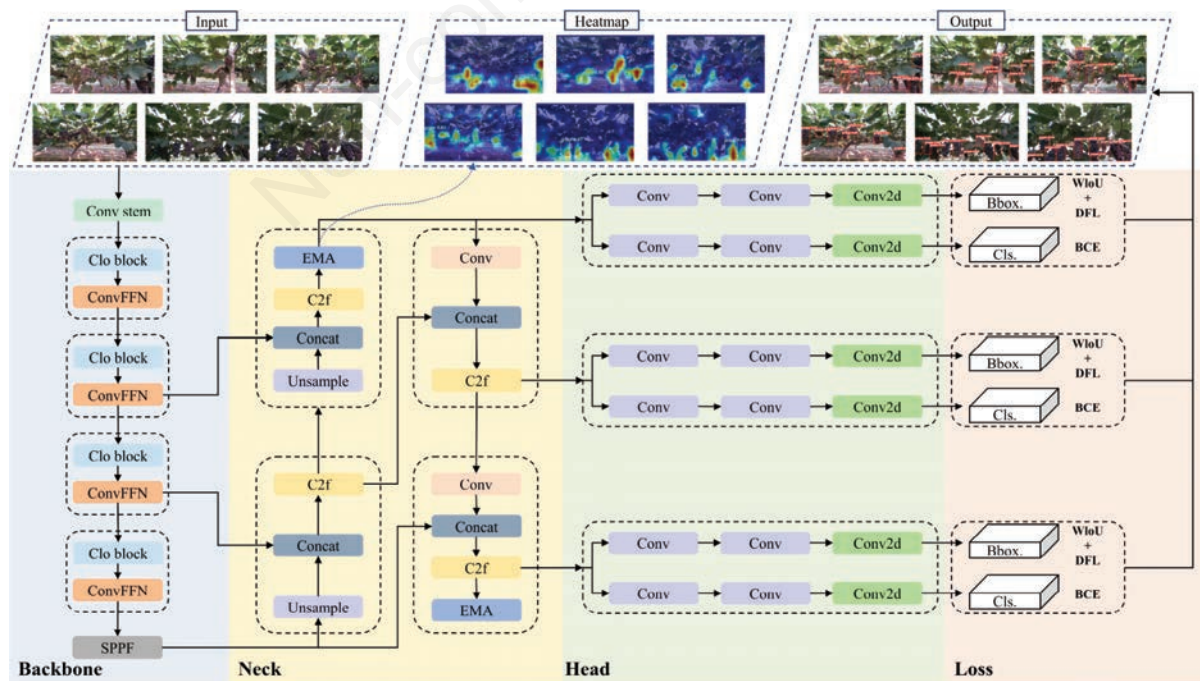 Input
Heatmap
Output
Conv stem
Clo block
ConvFFN
Clo block
ConvFFN
Clo block
ConvFFN
Clo block
ConvFFN
SPPF
Backbone
EMA
C2f
Concat
Unsample
C2f
Concat
Unsample
Conv
Concat
C2f
Conv
Concat
C2f
EMA
Neck
Conv
Conv
Conv2d
Conv
Conv
Conv2d
Conv
Conv
Conv2d
Conv
Conv
Conv2d
Conv
Conv
Conv2d
Conv
Conv
Conv2d
Head
Bbox.
WIoU
+
DFL
Cls.
BCE
Bbox.
WIoU
+
DFL
Cls.
BCE
Bbox.
WIoU
+
DFL
Cls.
BCE
Loss